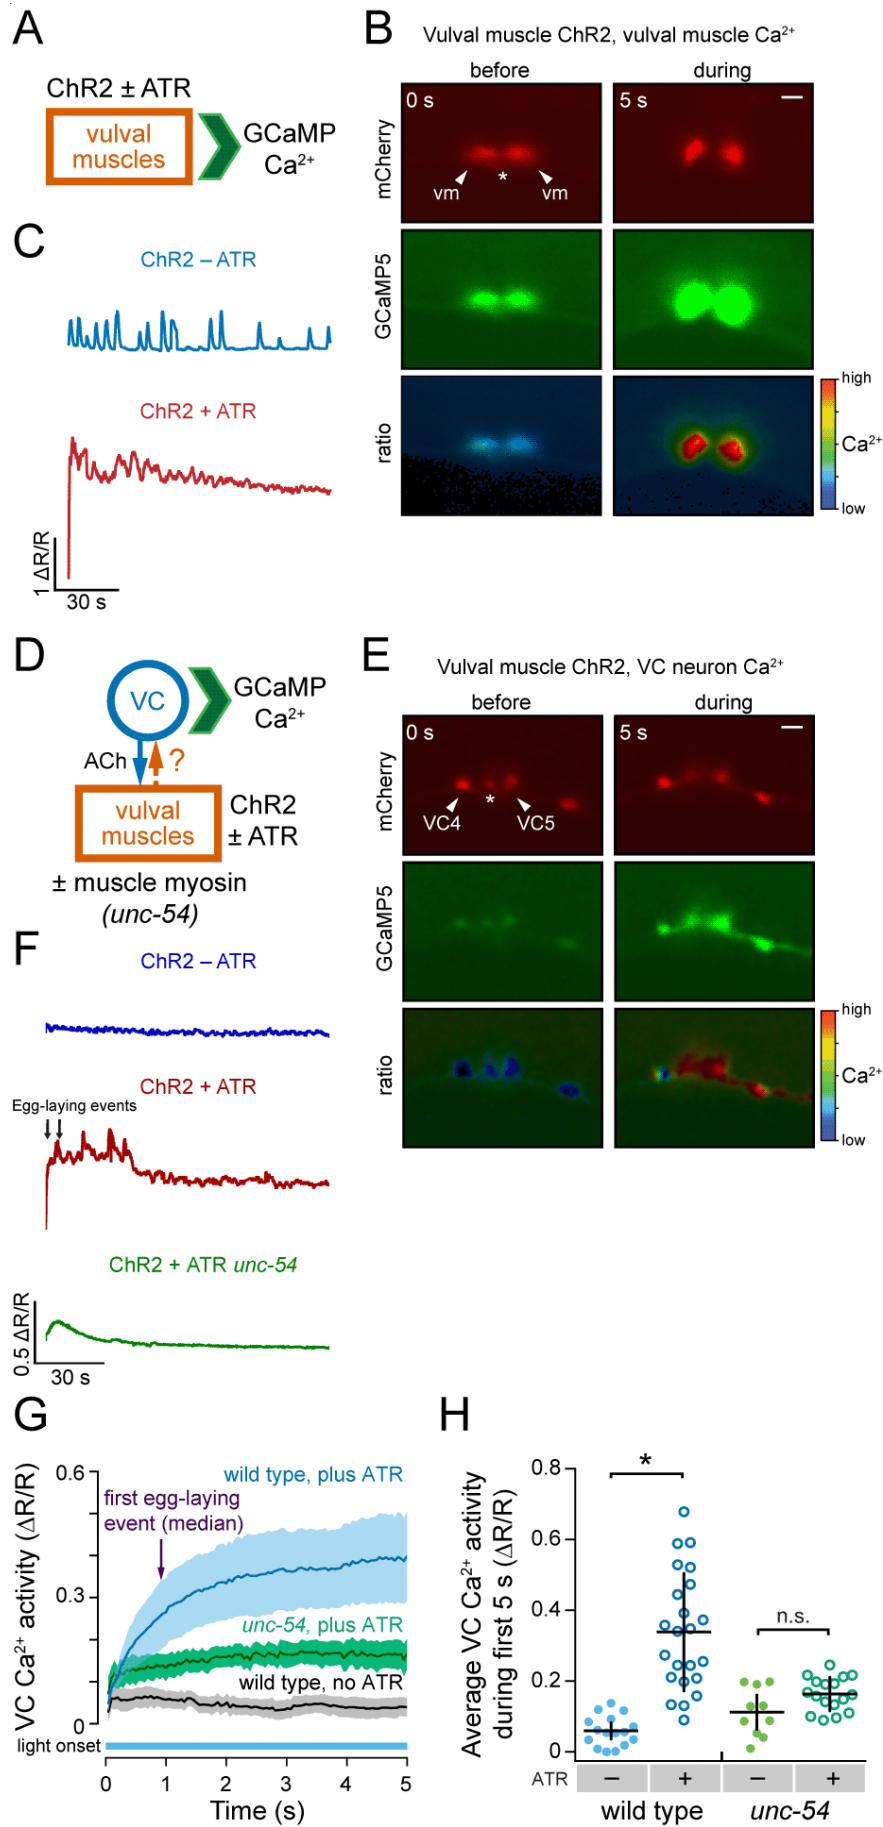 A
ChR2 ± ATR
vulval
muscles
GCaMP
Ca²⁺
B
Vulval muscle ChR2, vulval muscle Ca²⁺
before
during
mCherry
0 s
vm
*
vm
5 s
GCaMP5
ratio
high
Ca²⁺
low
C
ChR2 – ATR
ChR2 + ATR
1 ΔR/R
30 s
D
VC
GCaMP
Ca²⁺
ACh
?
vulval
muscles
ChR2
± ATR
± muscle myosin
(unc-54)
E
Vulval muscle ChR2, VC neuron Ca²⁺
before
during
mCherry
0 s
VC4
*
VC5
5 s
GCaMP5
ratio
high
Ca²⁺
low
F
ChR2 – ATR
ChR2 + ATR
Egg-laying events
ChR2 + ATR unc-54
0.5 ΔR/R
30 s
G
VC Ca²⁺ activity (ΔR/R)
0.6
0.3
0
wild type, plus ATR
first egg-laying
event (median)
unc-54, plus ATR
wild type, no ATR
light onset
0 1 2 3 4 5
Time (s)
H
Average VC Ca²⁺ activity
during first 5 s (ΔR/R)
0.8
0.6
0.4
0.2
0
*
n.s.
ATR – + – +
wild type unc-54